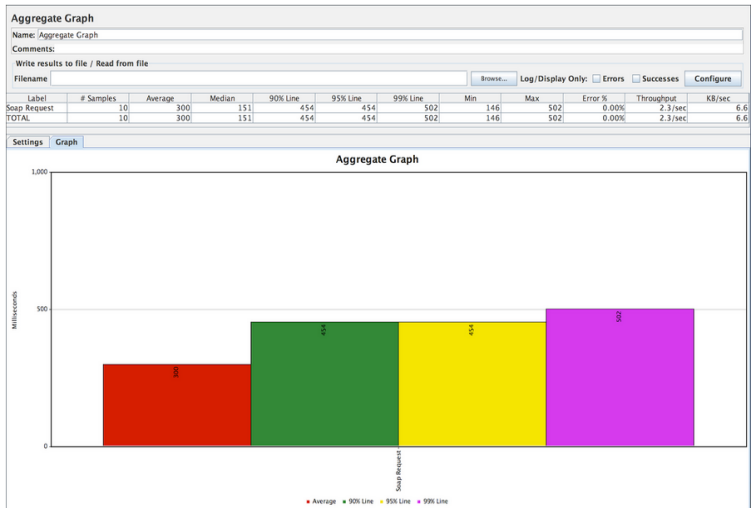 Aggregate Graph
Name: Aggregate Graph
Comments:
Write results to file / Read from file
Filename Browse... Log/Display Only: Errors Successes Configure
Label # Samples Average Median 90% Line 95% Line 99% Line Min Max Error % Throughput KB/sec
Soap Request 10 300 151 454 454 502 146 502 0.00% 2.3/sec 6.6
TOTAL 10 300 151 454 454 502 146 502 0.00% 2.3/sec 6.6
Settings Graph
Aggregate Graph
1,000
500
0
Milliseconds
300
454
454
502
Soap Request
Average 90% Line 95% Line 99% Line